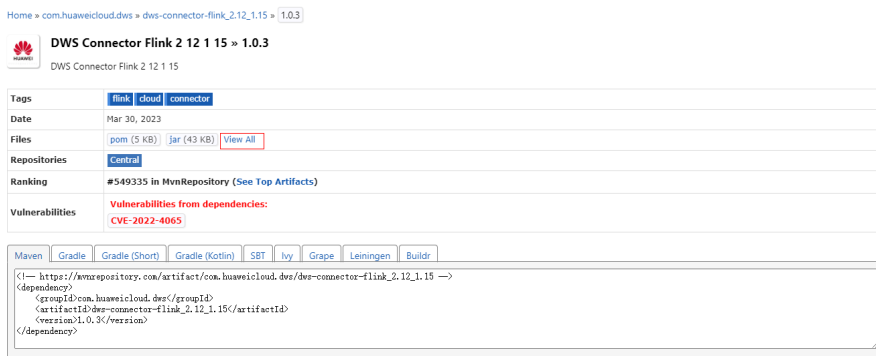 Home » com.huaweicloud.dws » dws-connector-flink_2.12_1.15 » 1.0.3
HUAWEI
DWS Connector Flink 2 12 1 15 » 1.0.3
DWS Connector Flink 2 12 1 15
Tags flink cloud connector
Date Mar 30, 2023
Files pom (5 KB) jar (43 KB) View All
Repositories Central
Ranking #549335 in MvnRepository (See Top Artifacts)
Vulnerabilities Vulnerabilities from dependencies:
CVE-2022-4065
Maven Gradle Gradle (Short) Gradle (Kotlin) SBT Ivy Grape Leiningen Buildr
<!-- https://mvnrepository.com/artifact/com.huaweicloud.dws/dws-connector-flink_2.12_1.15 -->
<dependency>
<groupId>com.huaweicloud.dws</groupId>
<artifactId>dws-connector-flink_2.12_1.15</artifactId>
<version>1.0.3</version>
</dependency>